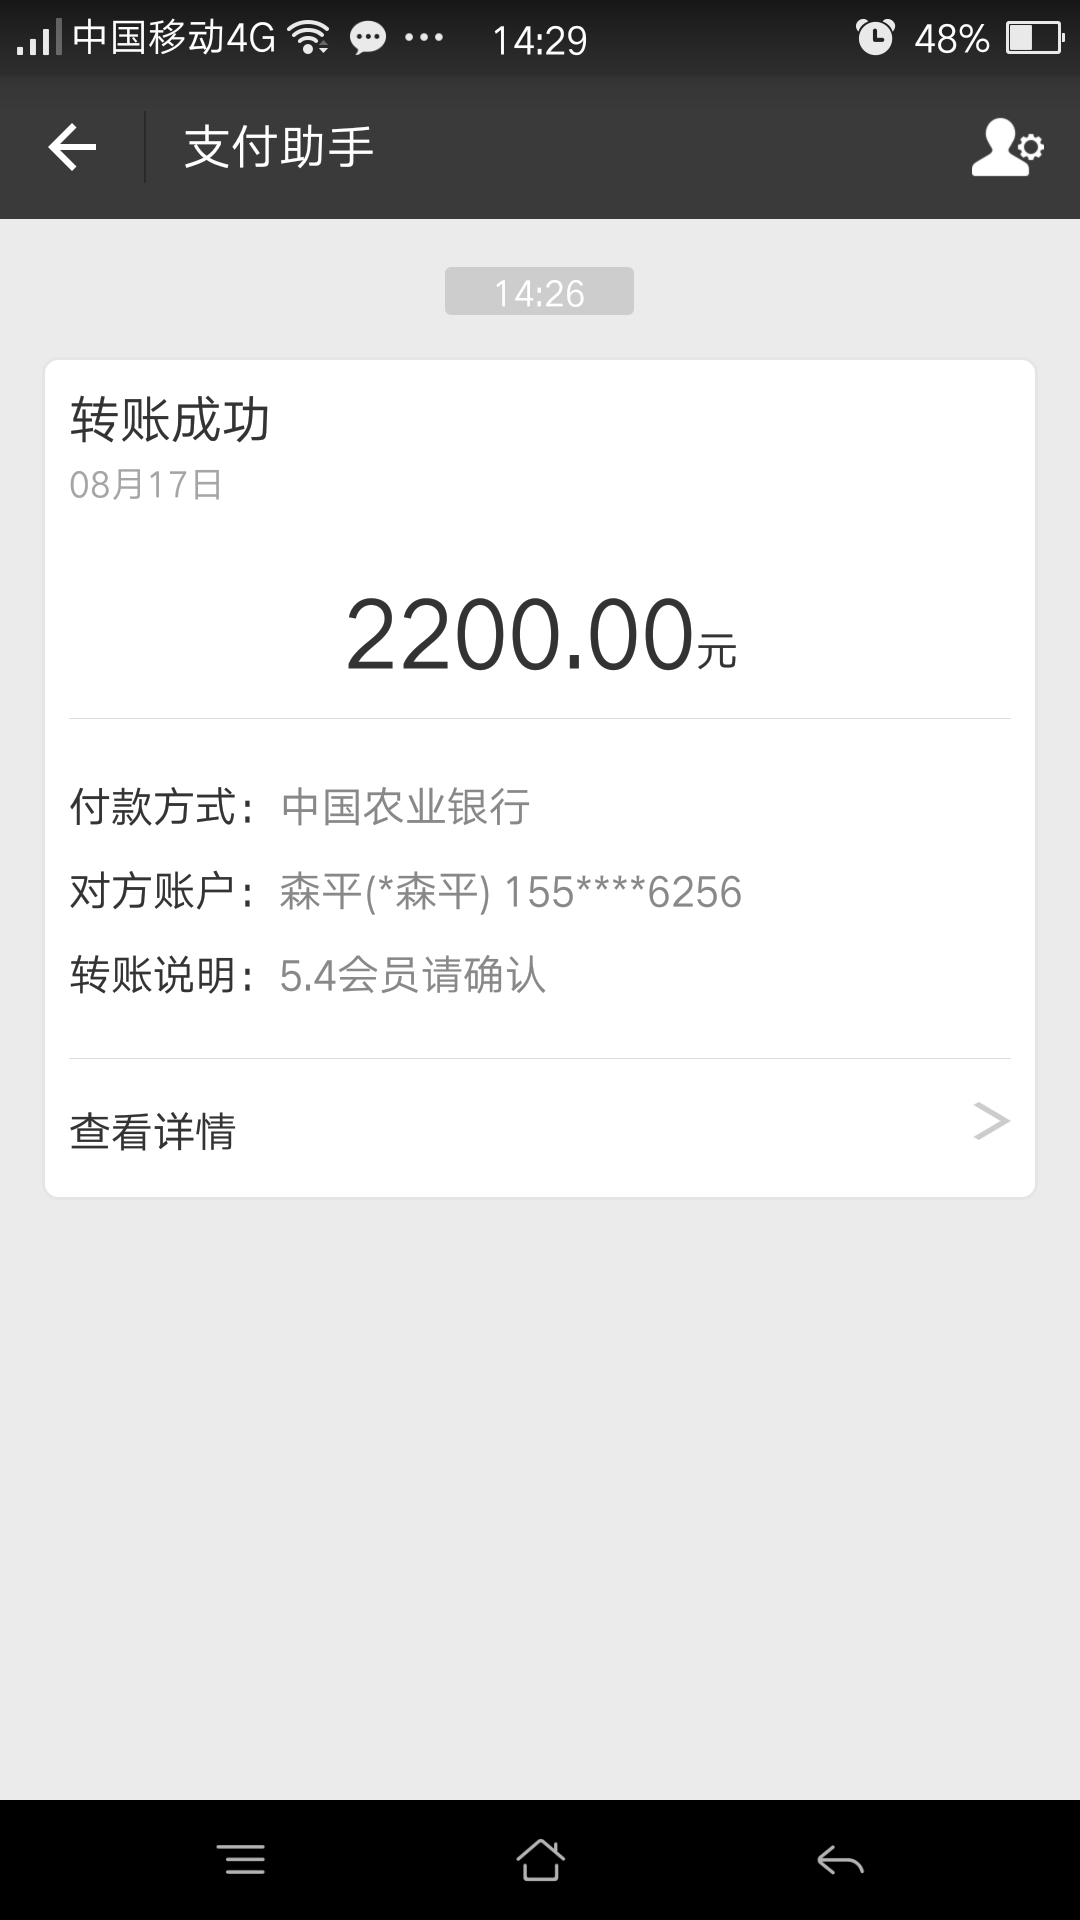 中国移动4G 14:29 48%
支付助手
14:26
转账成功
08月17日
2200.00元
付款方式: 中国农业银行
对方账户: 森平(*森平) 155****6256
转账说明: 5.4会员请确认
查看详情